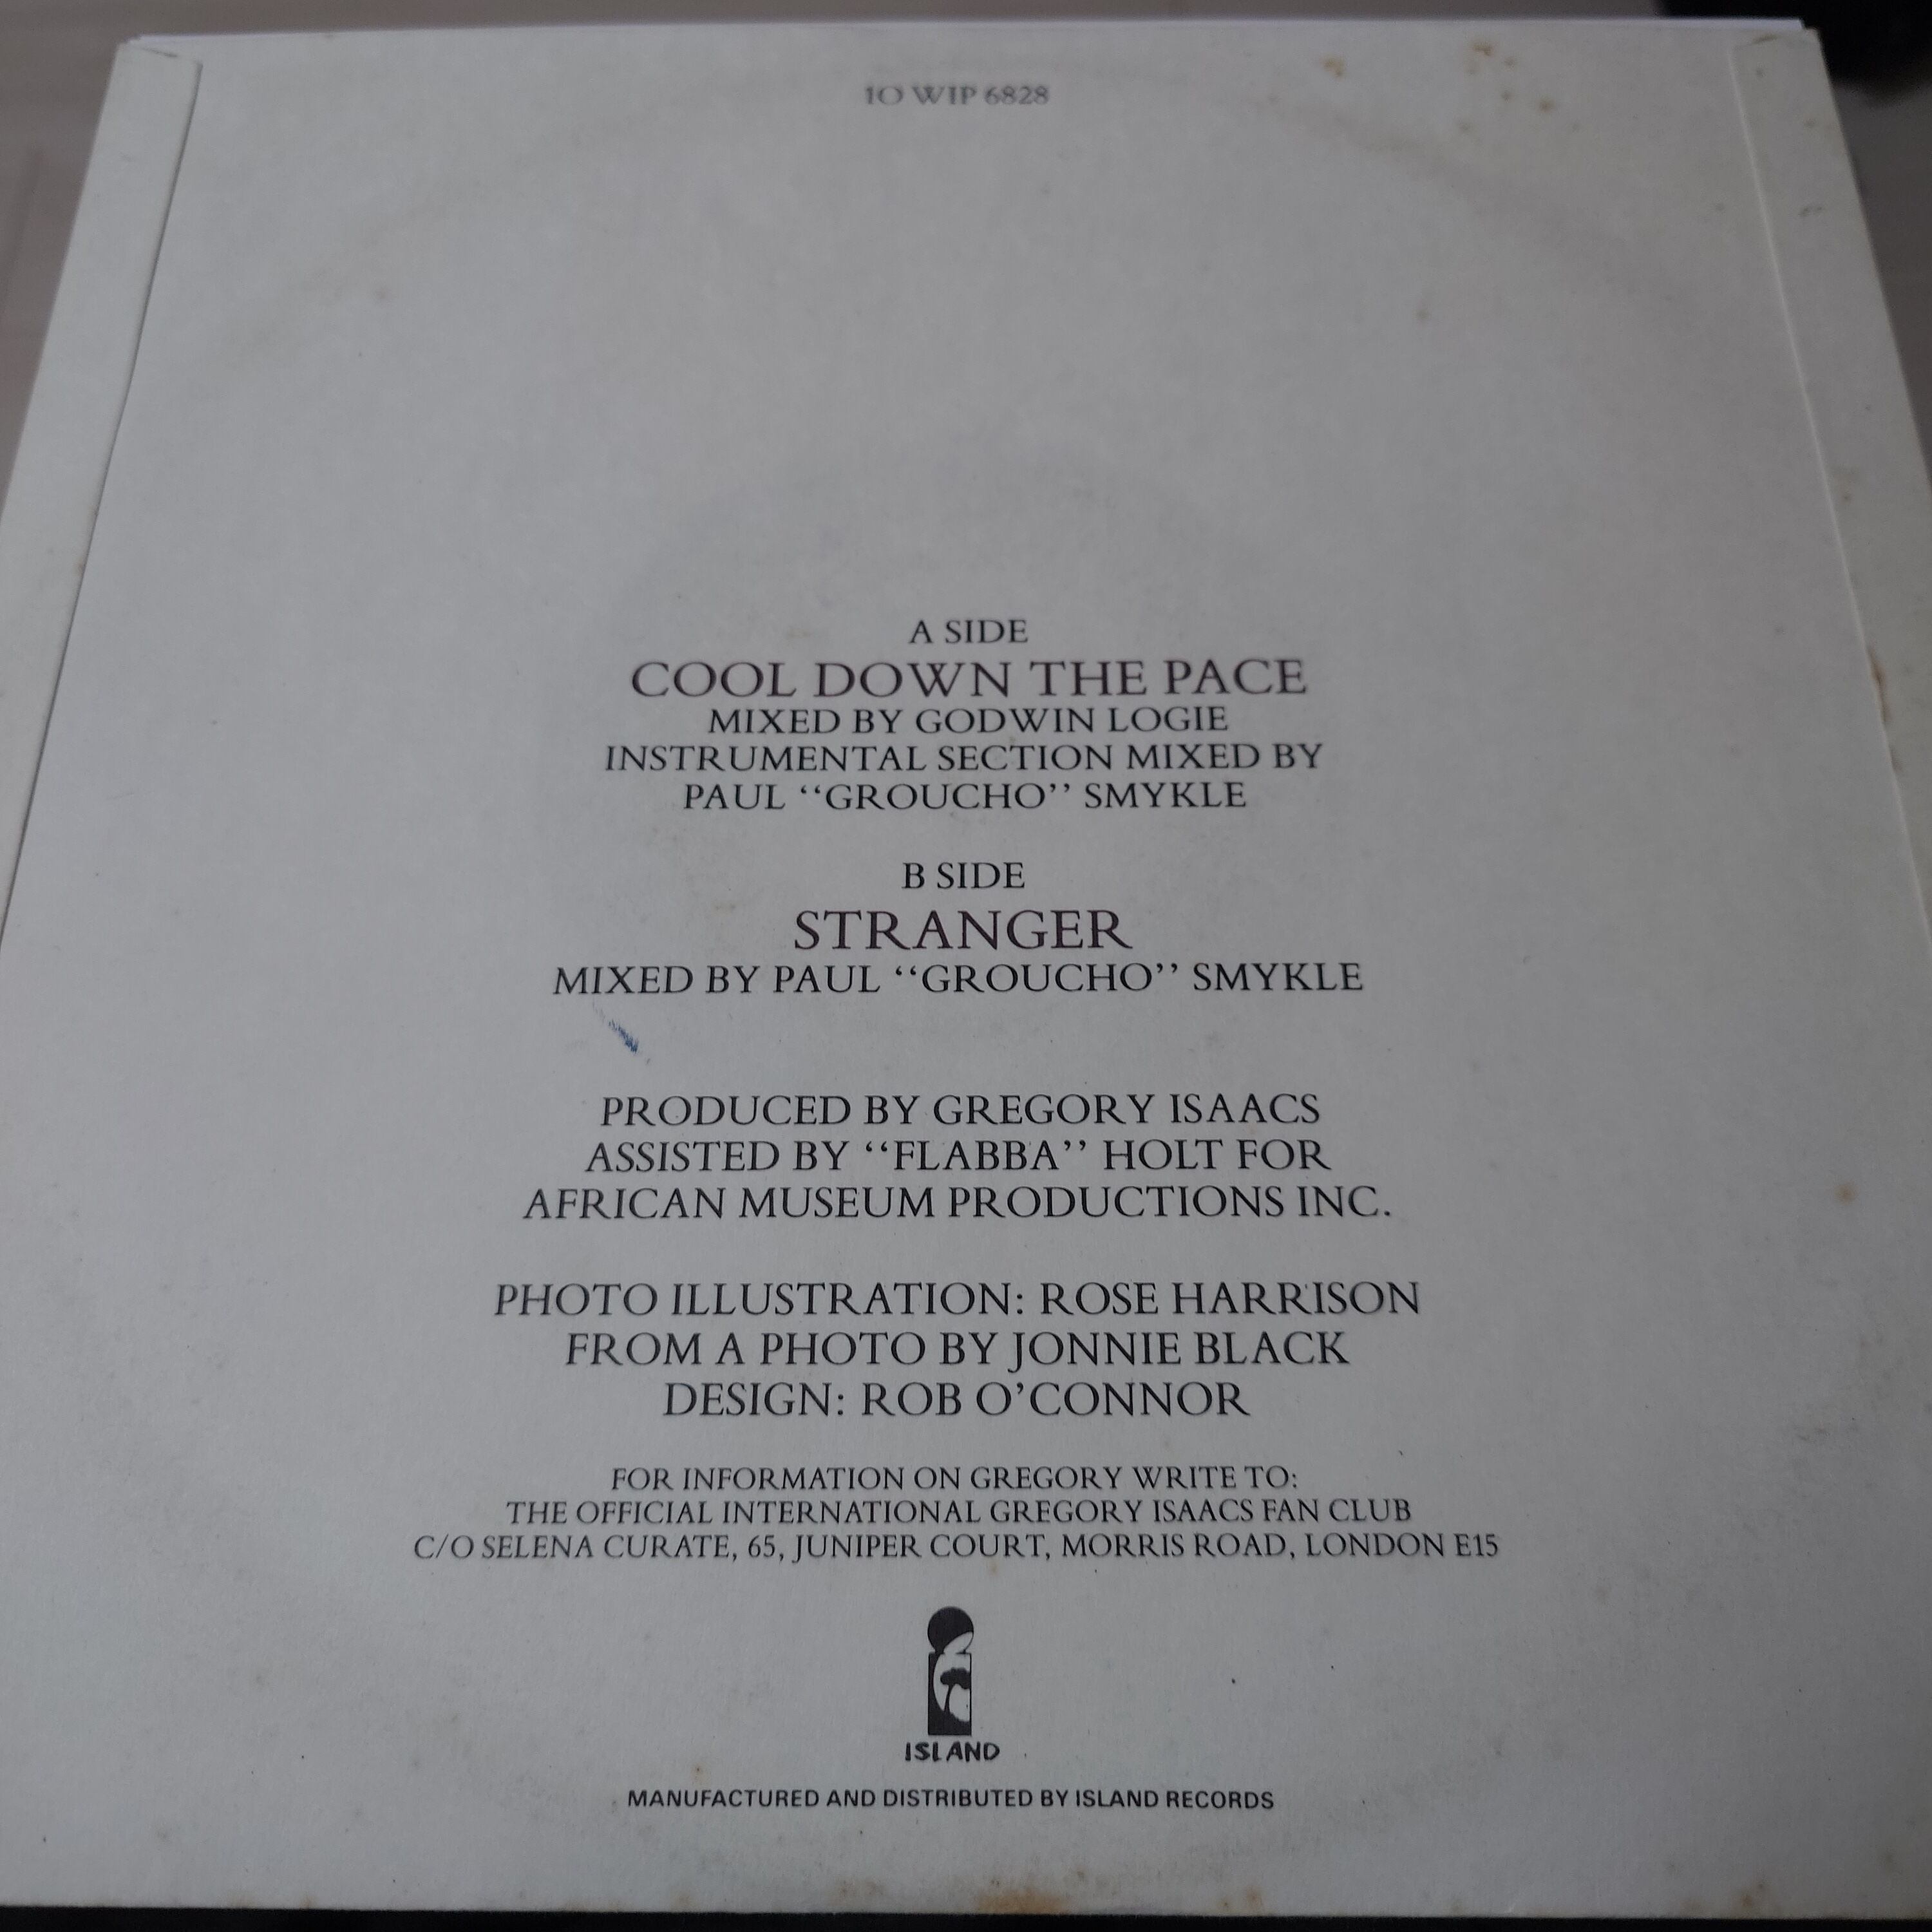 10 WIP 6828
A SIDE
COOL DOWN THE PACE
MIXED BY GODWIN LOGIE
INSTRUMENTAL SECTION MIXED BY
PAUL “GROUCHO” SMYKLE
B SIDE
STRANGER
MIXED BY PAUL “GROUCHO” SMYKLE
PRODUCED BY GREGORY ISAACS
ASSISTED BY “FLABBA” HOLT FOR
AFRICAN MUSEUM PRODUCTIONS INC.
PHOTO ILLUSTRATION: ROSE HARRISON
FROM A PHOTO BY JONNIE BLACK
DESIGN: ROB O’CONNOR
FOR INFORMATION ON GREGORY WRITE TO:
THE OFFICIAL INTERNATIONAL GREGORY ISAACS FAN CLUB
C/O SELENA CURATE, 65, JUNIPER COURT, MORRIS ROAD, LONDON E15
ISLAND
MANUFACTURED AND DISTRIBUTED BY ISLAND RECORDS